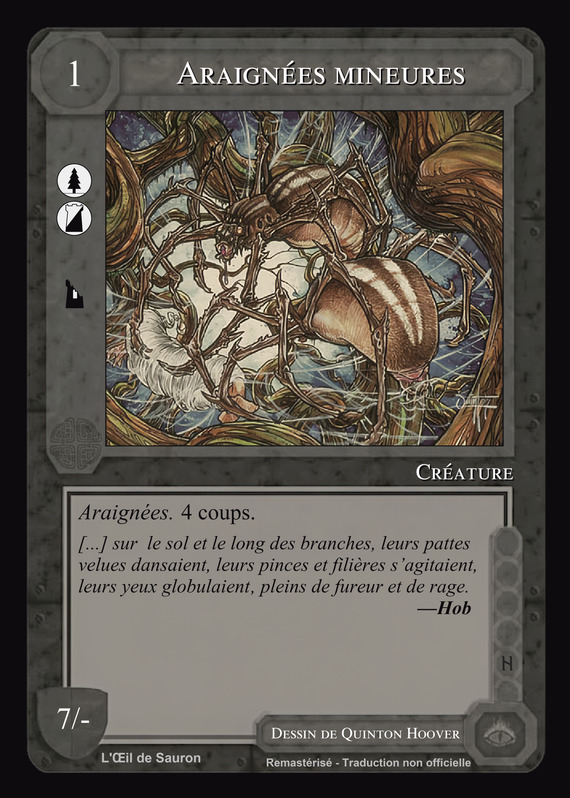 1
ARAIGNÉES MINEURES
CRÉATURE
Araignées. 4 coups.
[...] sur le sol et le long des branches, leurs pattes
velues dansaient, leurs pinces et filières s’agitaient,
leurs yeux globulaient, pleins de fureur et de rage.
—Hob
7/-
DESSIN DE QUINTON HOOVER
L'Œil de Sauron
Remastérisé - Traduction non officielle